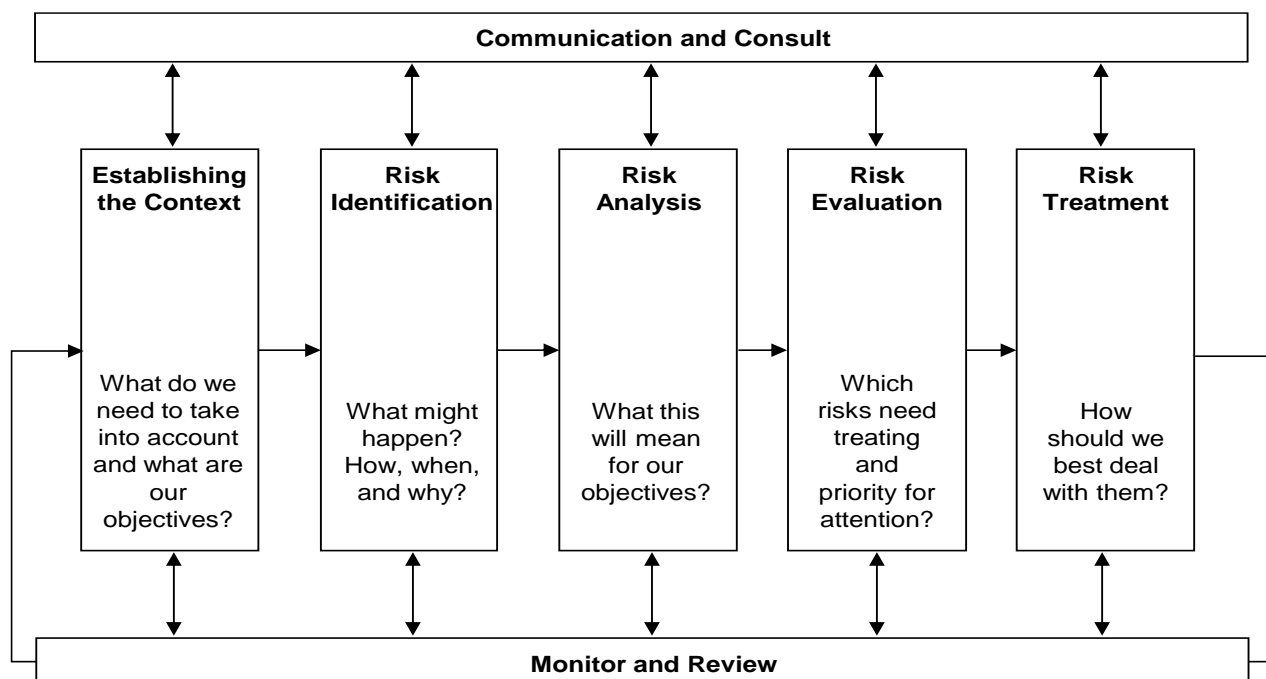 Communication and Consult
Establishing
the Context
What do we
need to take
into account
and what are
our
objectives?
Risk
Identification
What might
happen?
How, when,
and why?
Risk
Analysis
What this
will mean
for our
objectives?
Risk
Evaluation
Which
risks need
treating
and
priority for
attention?
Risk
Treatment
How
should we
best deal
with them?
Monitor and Review